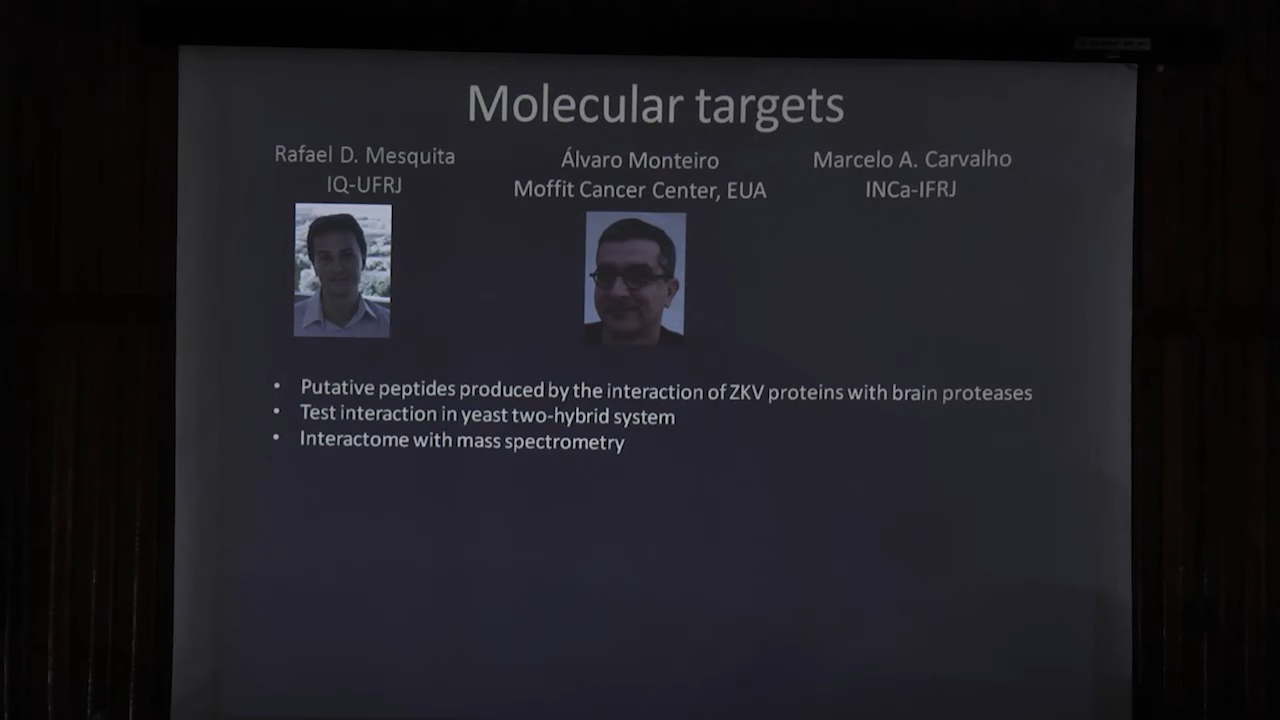 Molecular targets
Rafael D. Mesquita
IQ-UFRJ
Álvaro Monteiro
Moffit Cancer Center, EUA
Marcelo A. Carvalho
INCa-IFRJ
• Putative peptides produced by the interaction of ZKV proteins with brain proteases
• Test interaction in yeast two-hybrid system
• Interactome with mass spectrometry